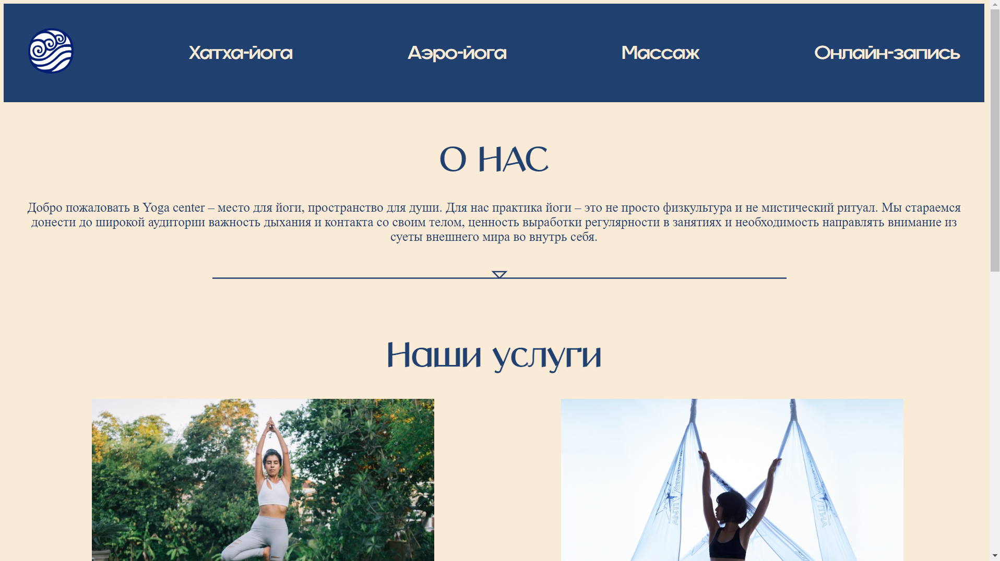 Хатха-йога Аэро-йога Массаж Онлайн-запись
О НАС
Добро пожаловать в Yoga center – место для йоги, пространство для души. Для нас практика йоги – это не просто физкультура и не мистический ритуал. Мы стараемся
донести до широкой аудитории важность дыхания и контакта со своим телом, ценность выработки регулярности в занятиях и необходимость направлять внимание из
суеты внешнего мира во внутрь себя.
Наши услуги